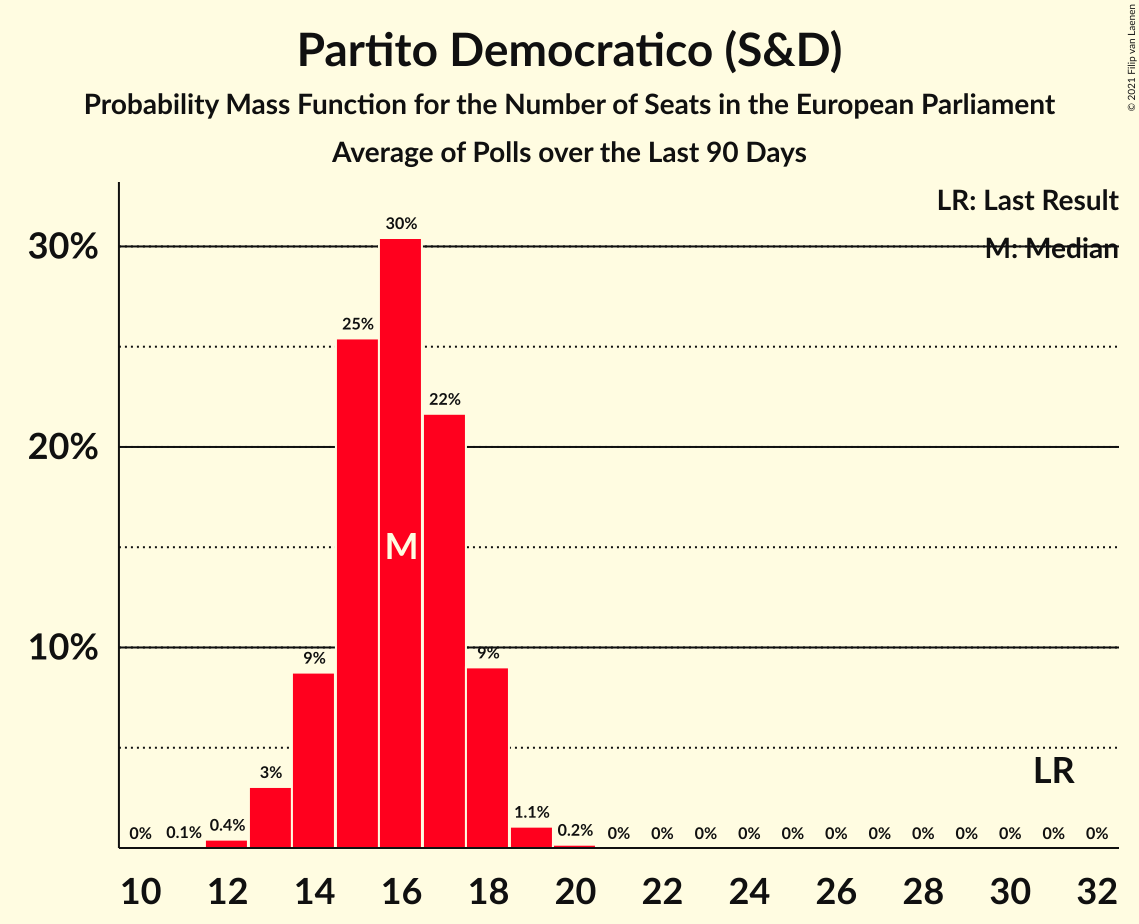 Partito Democratico (S&D)
Probability Mass Function for the Number of Seats in the European Parliament
Average of Polls over the Last 90 Days
© 2021 Filip van Laenen
LR: Last Result
M: Median
30%
20%
10%
0%
0.1%
0.4%
3%
9%
25%
30%
22%
9%
1.1%
0.2%
0%
0%
0%
0%
0%
0%
0%
0%
0%
0%
0%
0%
M
LR
10 12 14 16 18 20 22 24 26 28 30 32